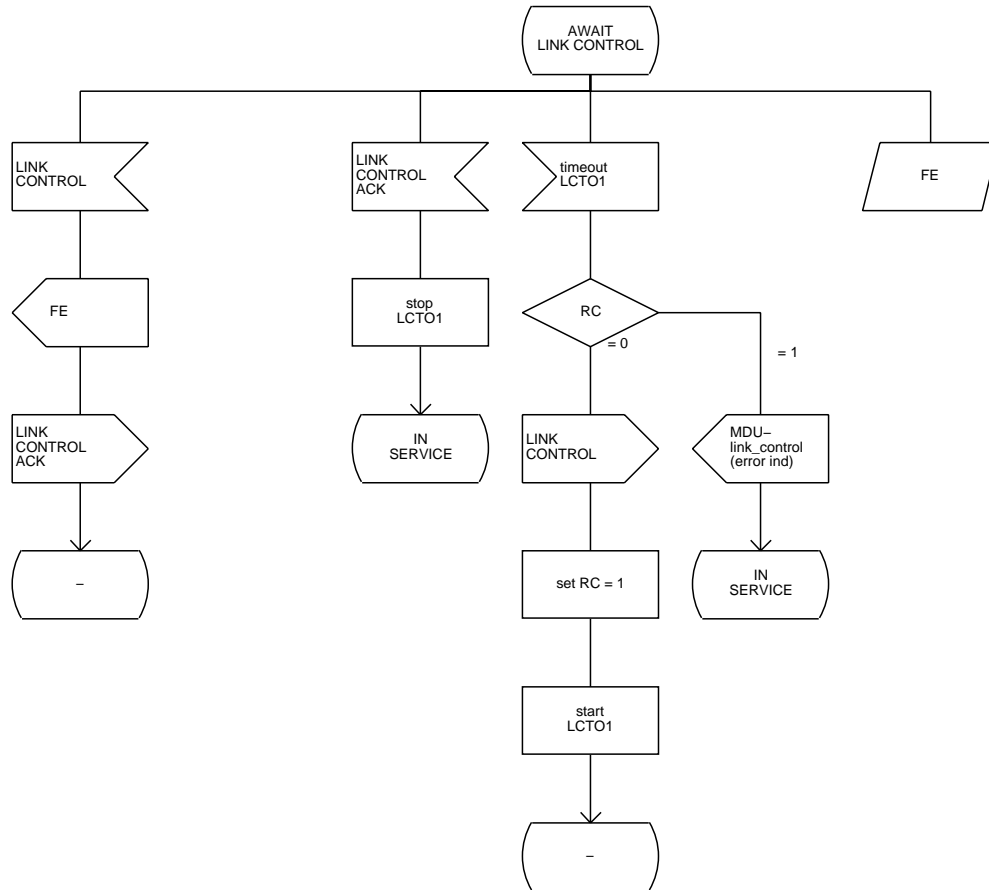 AWAIT
LINK CONTROL
LINK
CONTROL
LINK
CONTROL
ACK
timeout
LCTO1
FE
FE
stop
LCTO1
RC
= 0
= 1
LINK
CONTROL
ACK
IN
SERVICE
LINK
CONTROL
MDU–
link_control
(error ind)
–
set RC = 1
IN
SERVICE
start
LCTO1
–